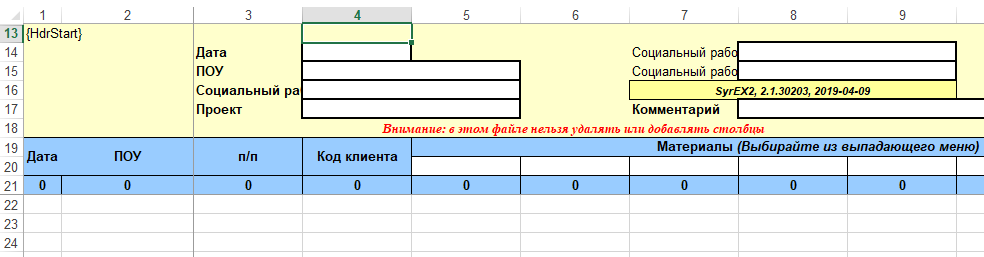 1 2 3 4 5 6 7 8 9
13 {HdrStart}
14 Дата Социальный рабо
15 ПОУ Социальный рабо
16 Социальный ра SyrEX2, 2.1.30203, 2019-04-09
17 Проект Комментарий
18 Внимание: в этом файле нельзя удалять или добавлять столбцы
19 Материалы (Выбирайте из выпадающего меню)
Дата ПОУ п/п Код клиента
20
21 0 0 0 0 0 0 0 0 0
22
23
24